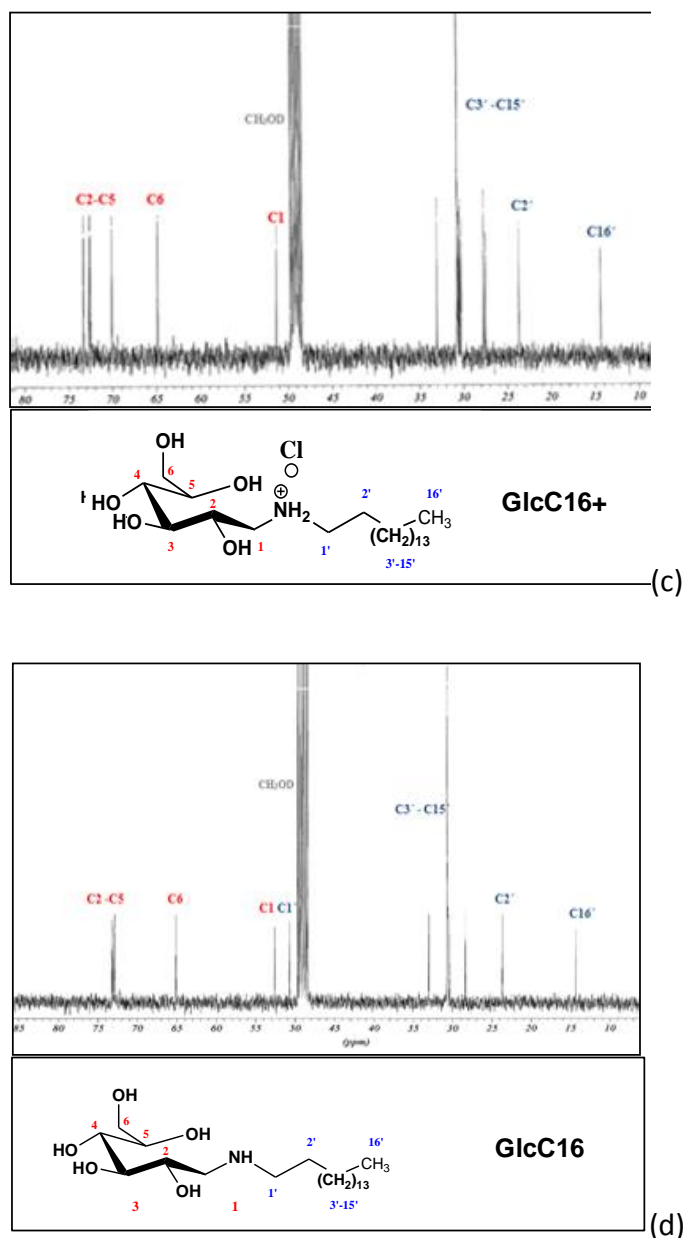 CH₃OD
C3´-C15´
C2-C5
C6
C1
C2´
C16´
80 75 70 65 60 55 50 45 40 35 30 25 20 15 10
OH
Cl
6
4
5
OH
⊕
2'
16'
HO
2
NH₂
CH₃
GlcC16+
HO
(CH₂)₁₃
OH
3
1
1'
3'-15'
(c)
CH₃OD
C3´-C15´
C2-C5
C6
C1 C1´
C2´
C16´
85 80 75 70 65 60 55 50 45 40 35 30 25 20 15 10
(ppm)
OH
6
4
5
OH
2'
16'
HO
2
NH
CH₃
GlcC16
HO
(CH₂)₁₃
OH
1'
3
1
3'-15'
(d)